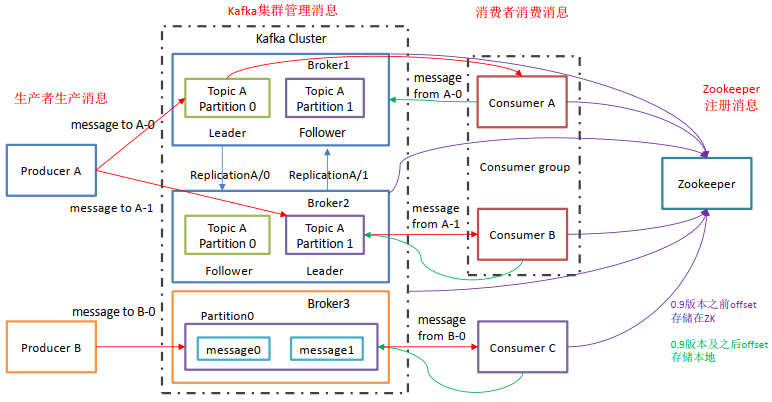 Kafka集群管理消息
消费者消费消息
Kafka Cluster
生产者生产消息
Zookeeper
注册消息
Broker1
Topic A
Partition 0
Topic A
Partition 1
Leader
Follower
message
from A-0
Consumer A
message to A-0
Producer A
message to A-1
ReplicationA/0
ReplicationA/1
Consumer group
Zookeeper
Broker2
Topic A
Partition 0
Topic A
Partition 1
Follower
Leader
message
from A-1
Consumer B
message to B-0
Producer B
Broker3
Partition0
message0
message1
message
from B-0
Consumer C
0.9版本之前offset
存储在ZK
0.9版本及之后offset
存储本地